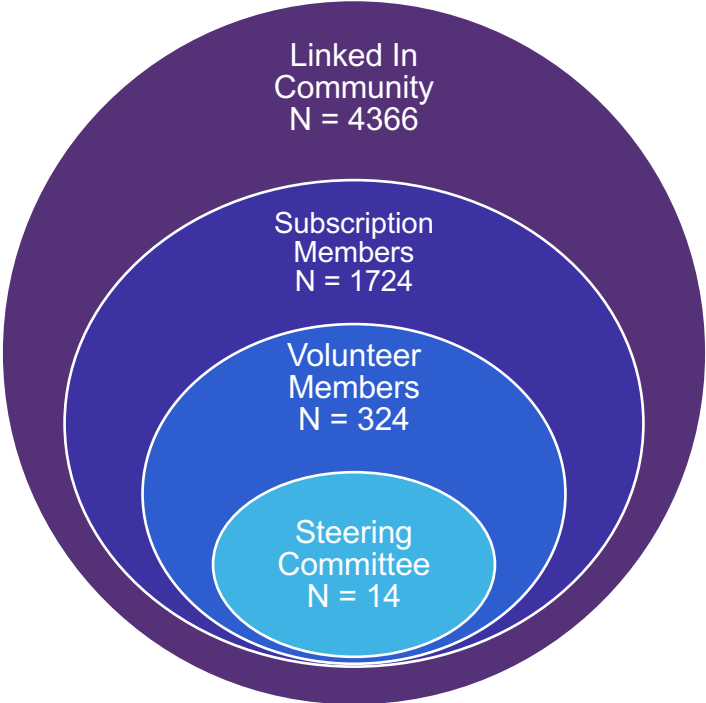 Linked In
Community
N = 4366
Subscription
Members
N = 1724
Volunteer
Members
N = 324
Steering
Committee
N = 14